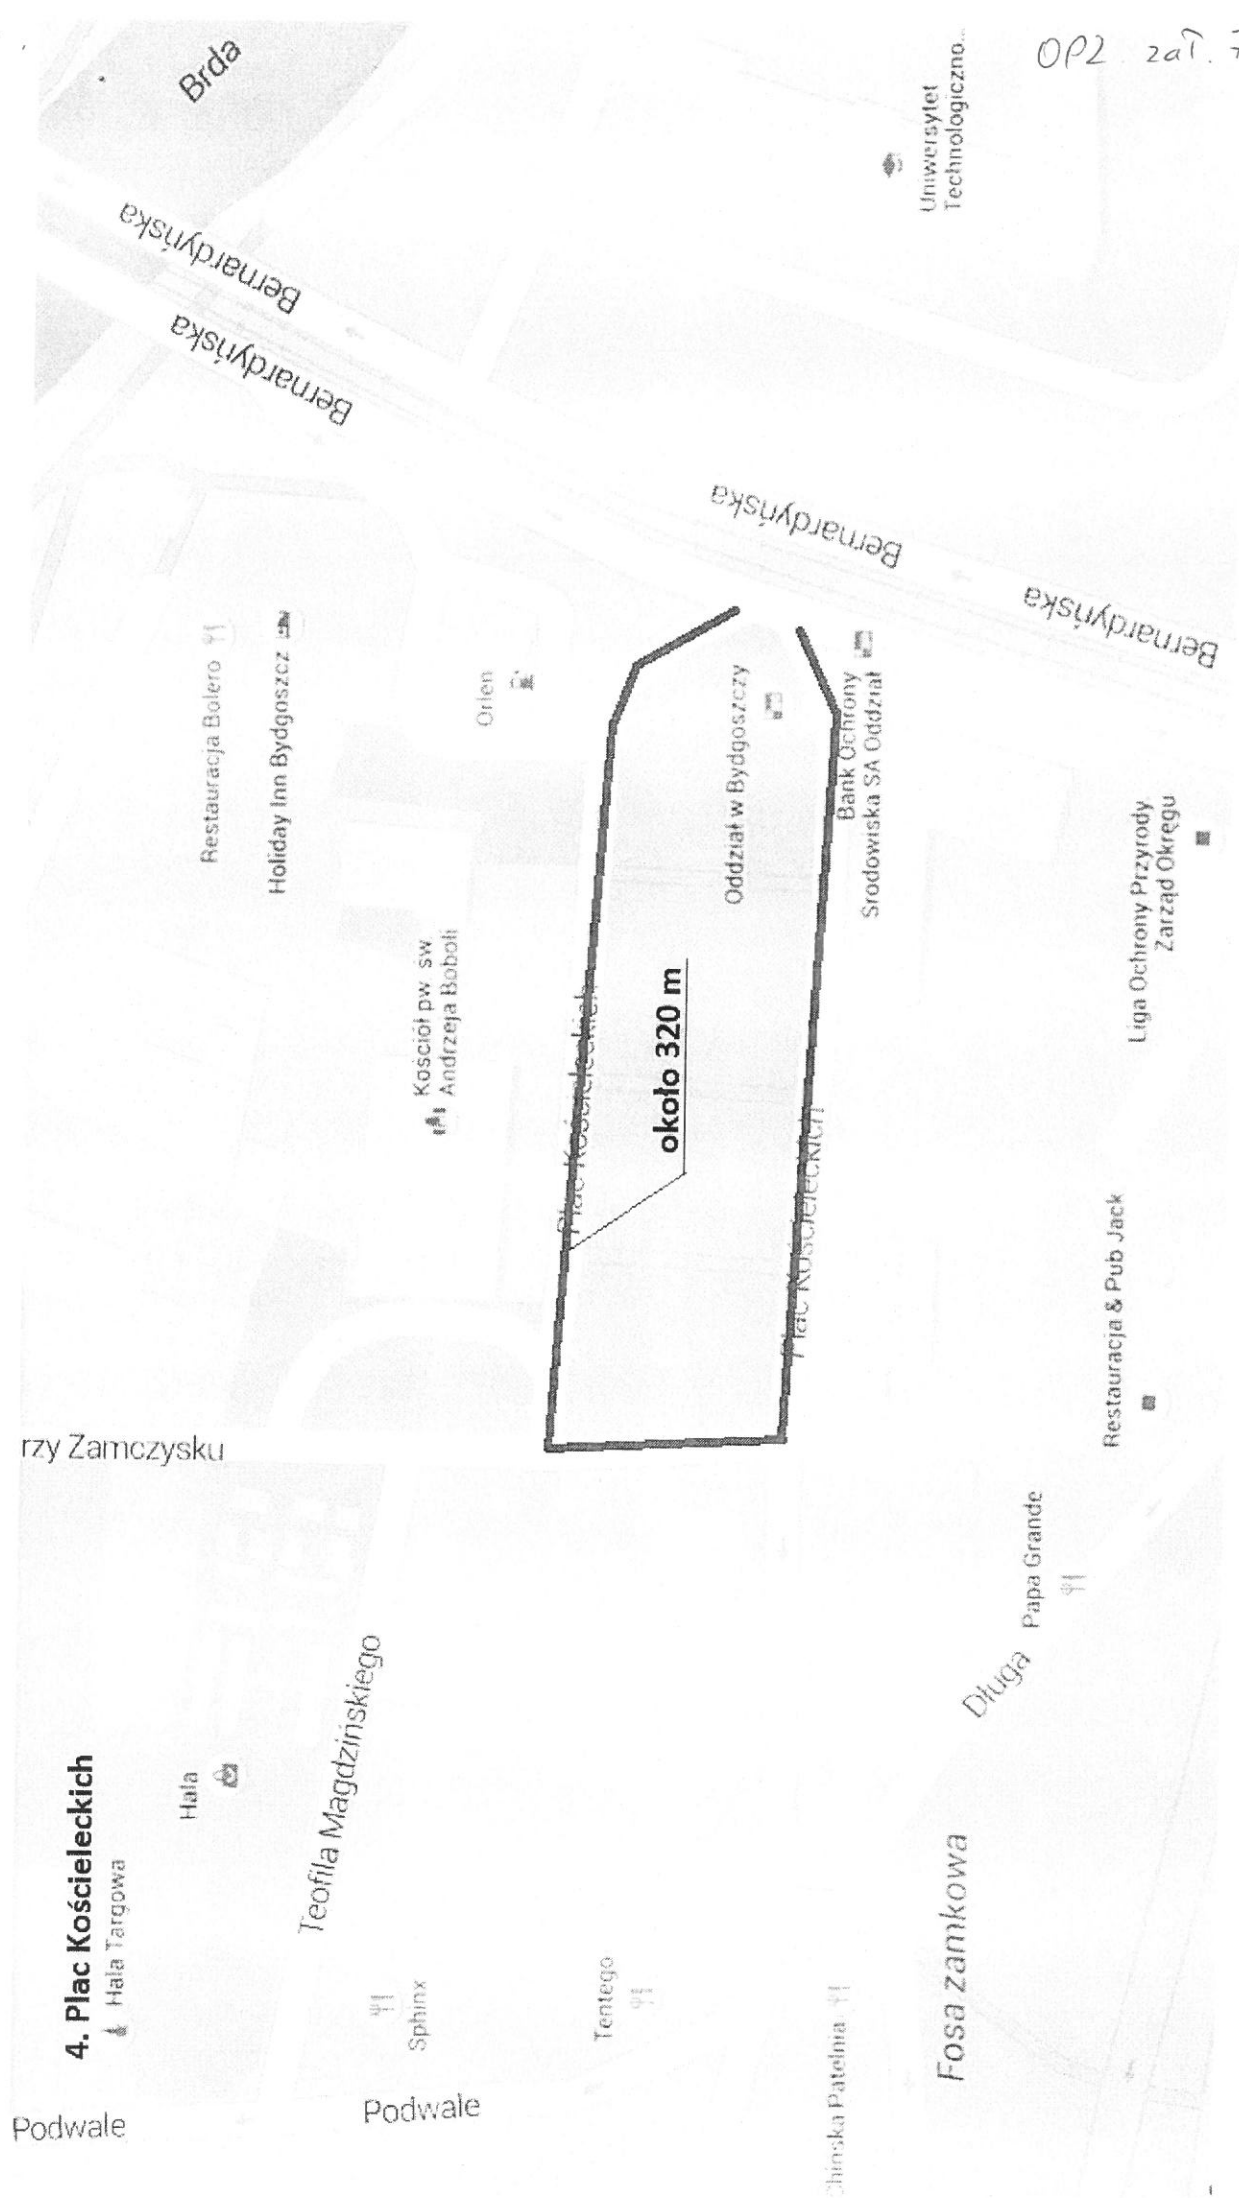 OPZ zał. 7
4. Plac Kościeleckich
Hala Targowa
Hala
rzy Zamczysku
Podwale
Podwale
Teofila Magdzińskiego
Sphinx
Tentego
Chinska Patelnia
Fosa zamkowa
Długa
Papa Grande
Restauracja & Pub Jack
Restauracja Bolero
Holiday Inn Bydgoszcz
Kościół pw. św.
Andrzeja Boboli
Orlen
Plac Kościeleckich
około 320 m
Plac Kościeleckich
Oddział w Bydgoszczy
Bank Ochrony
Środowiska SA Oddział
Liga Ochrony Przyrody.
Zarząd Okręgu
Brda
Bernardyńska
Bernardyńska
Bernardyńska
Bernardyńska
Uniwersytet
Technologiczno...